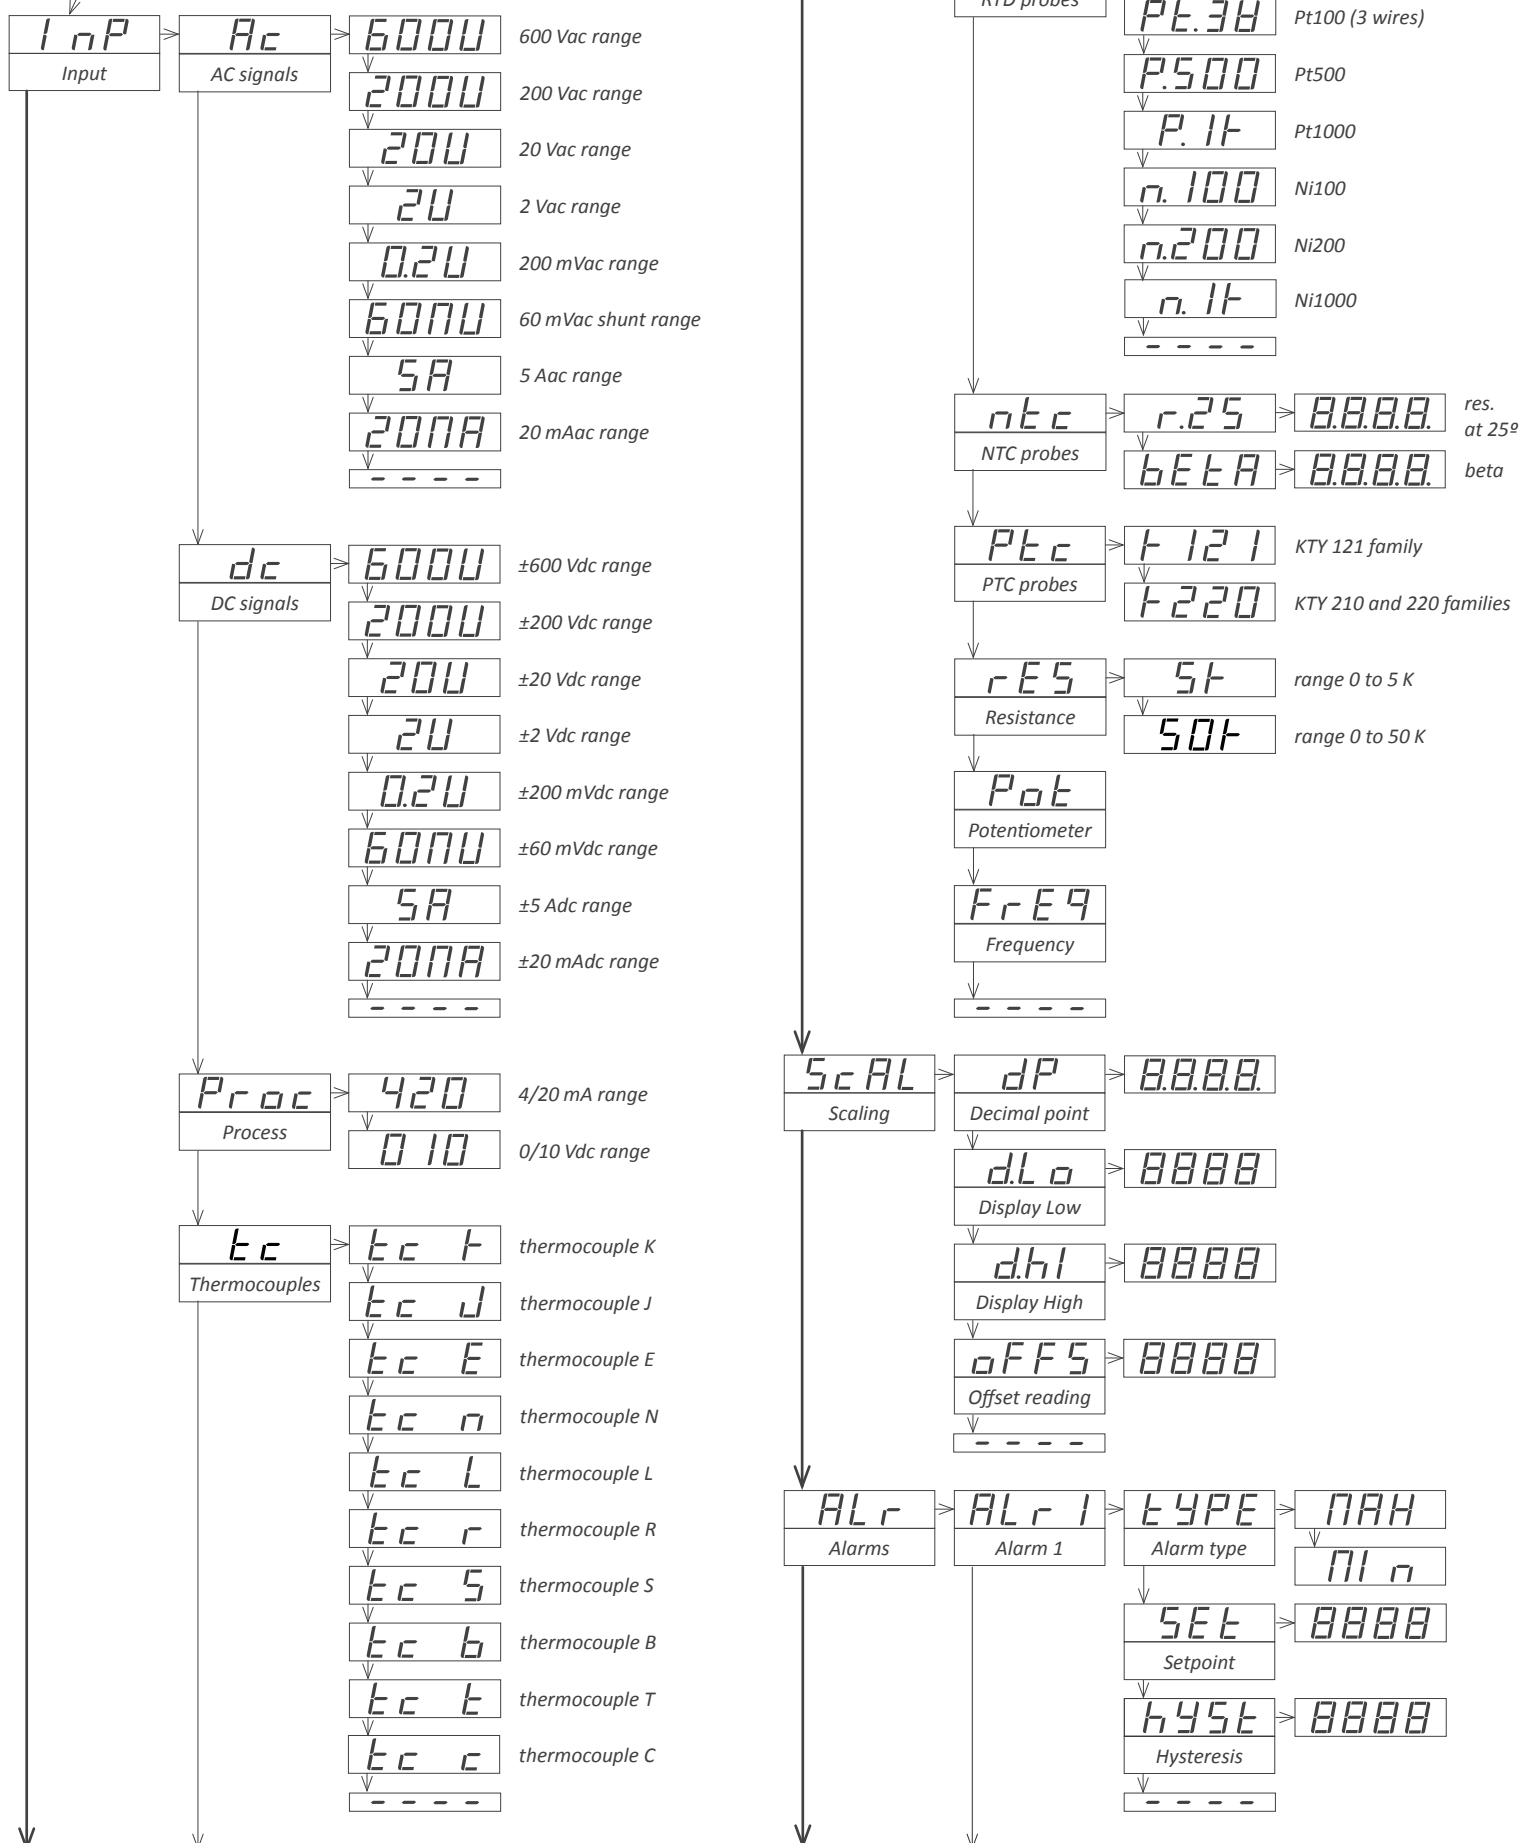 InP Ac 600U 600 Vac range
Input AC signals
200U 200 Vac range
20U 20 Vac range
2U 2 Vac range
0.2U 200 mVac range
60nU 60 mVac shunt range
5A 5 Aac range
20nA 20 mAac range
- - - -
dc 600U ±600 Vdc range
DC signals
200U ±200 Vdc range
20U ±20 Vdc range
2U ±2 Vdc range
0.2U ±200 mVdc range
60nU ±60 mVdc range
5A ±5 Adc range
20nA ±20 mAdc range
- - - -
Proc 420 4/20 mA range
Process
010 0/10 Vdc range
tc tc k thermocouple K
Thermocouples
tc J thermocouple J
tc E thermocouple E
tc n thermocouple N
tc L thermocouple L
tc r thermocouple R
tc S thermocouple S
tc b thermocouple B
tc t thermocouple T
tc c thermocouple C
- - - -
RTD probes
Pt.3W Pt100 (3 wires)
P.500 Pt500
P.1k Pt1000
n.100 Ni100
n.200 Ni200
n.1k Ni1000
- - - -
ntc r.25 8.8.8.8. res.
at 25º
NTC probes
bEtA 8.8.8.8. beta
Ptc k121 KTY 121 family
PTC probes
k220 KTY 210 and 220 families
rES 5k range 0 to 5 K
Resistance
50k range 0 to 50 K
Pot
Potentiometer
FrEq
Frequency
- - - -
ScAL dP 8.8.8.8.
Scaling Decimal point
d.Lo 8888
Display Low
d.hI 8888
Display High
oFFS 8888
Offset reading
- - - -
ALr ALr1 tYPE MAH
Alarms Alarm 1 Alarm type
MIn
SEt 8888
Setpoint
hYSt 8888
Hysteresis
- - - -